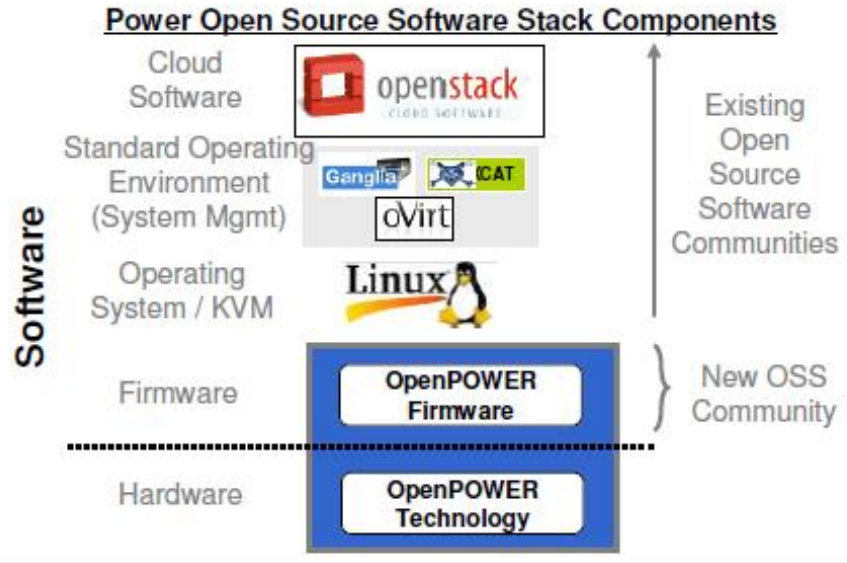 Power Open Source Software Stack Components
Cloud
Software
openstack
CLOUD SOFTWARE
Standard Operating
Environment
(System Mgmt)
Ganglia
XCAT
oVirt
Operating
System / KVM
Linux
Firmware
OpenPOWER
Firmware
Hardware
OpenPOWER
Technology
Software
Existing
Open
Source
Software
Communities
New OSS
Community